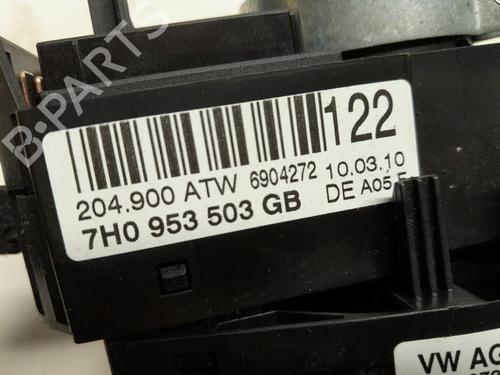 122
204.900 ATW 6904272 10.03.10
7H0 953 503 GB DE A05
VW AG
B-PARTS